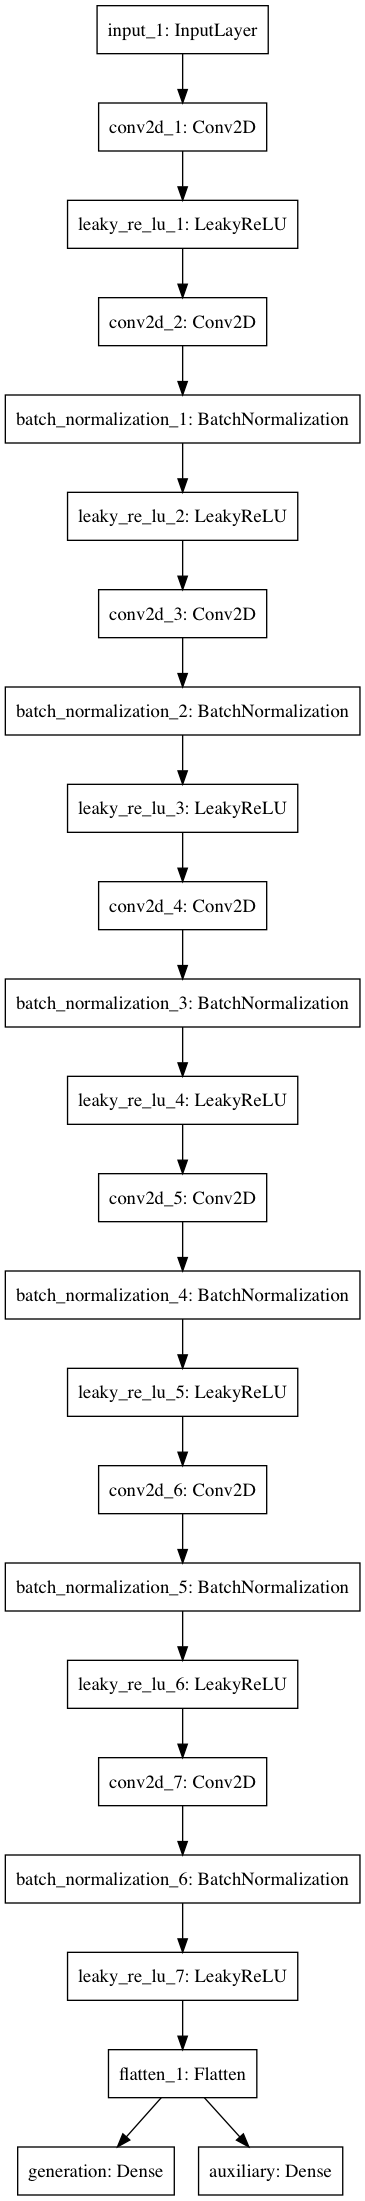 input_1: InputLayer
conv2d_1: Conv2D
leaky_re_lu_1: LeakyReLU
conv2d_2: Conv2D
batch_normalization_1: BatchNormalization
leaky_re_lu_2: LeakyReLU
conv2d_3: Conv2D
batch_normalization_2: BatchNormalization
leaky_re_lu_3: LeakyReLU
conv2d_4: Conv2D
batch_normalization_3: BatchNormalization
leaky_re_lu_4: LeakyReLU
conv2d_5: Conv2D
batch_normalization_4: BatchNormalization
leaky_re_lu_5: LeakyReLU
conv2d_6: Conv2D
batch_normalization_5: BatchNormalization
leaky_re_lu_6: LeakyReLU
conv2d_7: Conv2D
batch_normalization_6: BatchNormalization
leaky_re_lu_7: LeakyReLU
flatten_1: Flatten
generation: Dense
auxiliary: Dense